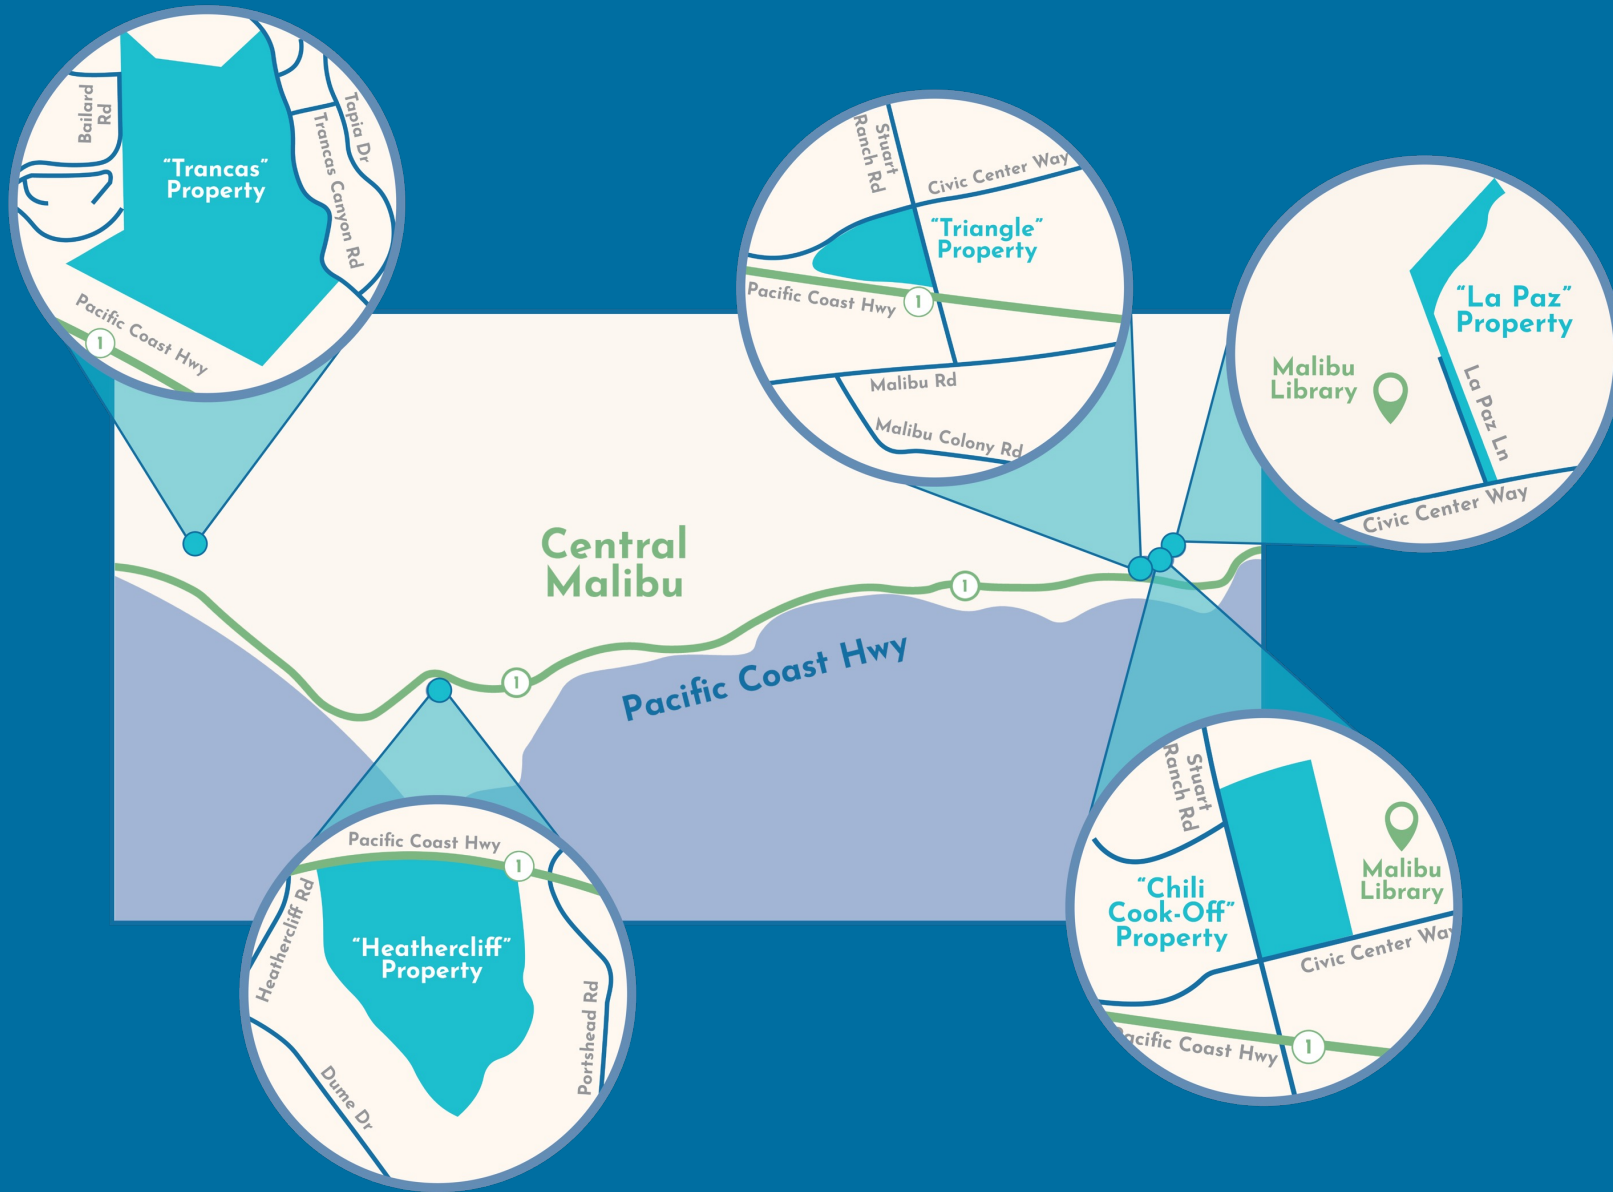 Bailard
Rd
“Trancas”
Property
Tapia Dr
Trancas Canyon Rd
Pacific Coast Hwy
1
Stuart
Ranch Rd
Civic Center Way
“Triangle”
Property
Pacific Coast Hwy
1
Malibu Rd
Malibu Colony Rd
“La Paz”
Property
Malibu
Library
La Paz Ln
Civic Center Way
Central
Malibu
1
Pacific Coast Hwy
1
Pacific Coast Hwy
1
Heathercliff Rd
“Heathercliff”
Property
Portshead Rd
Dume Dr
Stuart
Ranch Rd
Malibu
Library
“Chili
Cook-Off”
Property
Civic Center Way
Pacific Coast Hwy
1